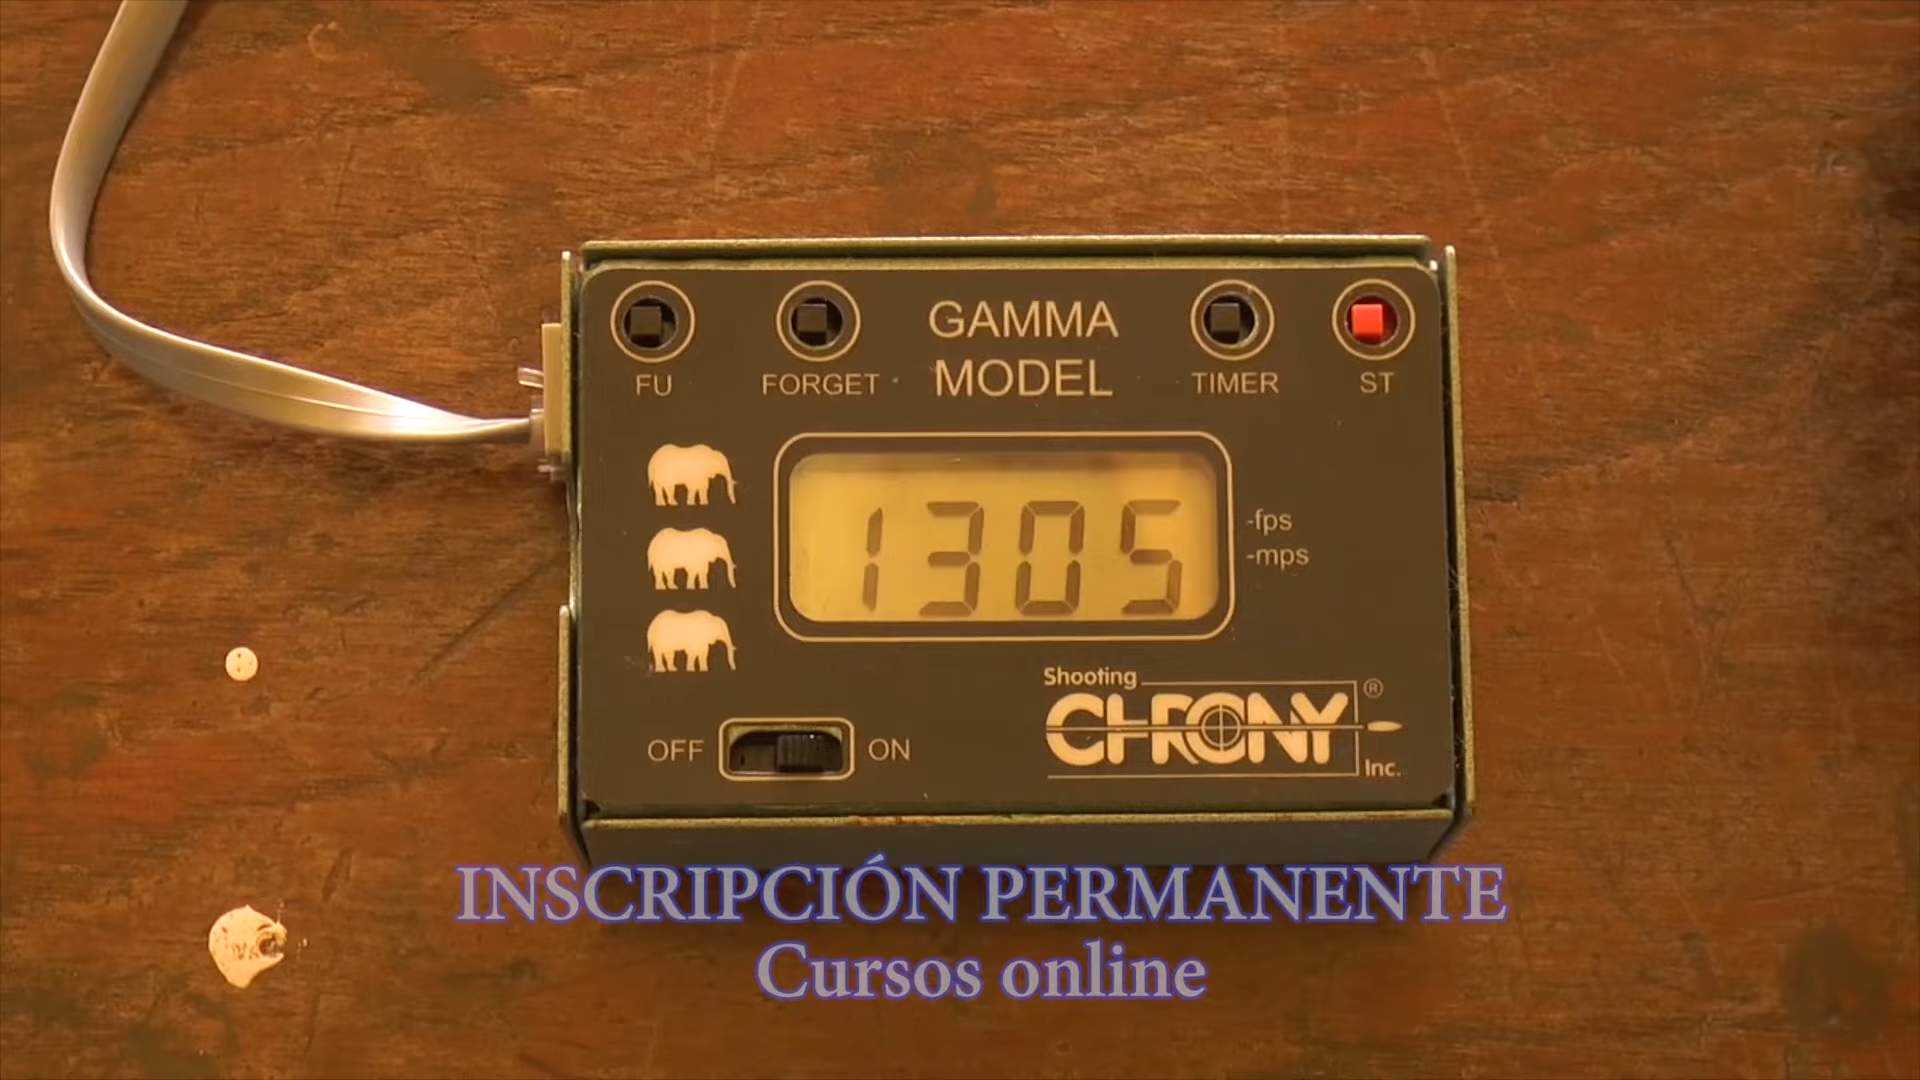 GAMMA
MODEL
FU
FORGET
TIMER
ST
1305
-fps
-mps
Shooting
CHRONY®
Inc.
OFF
ON
INSCRIPCIÓN PERMANENTE
Cursos online